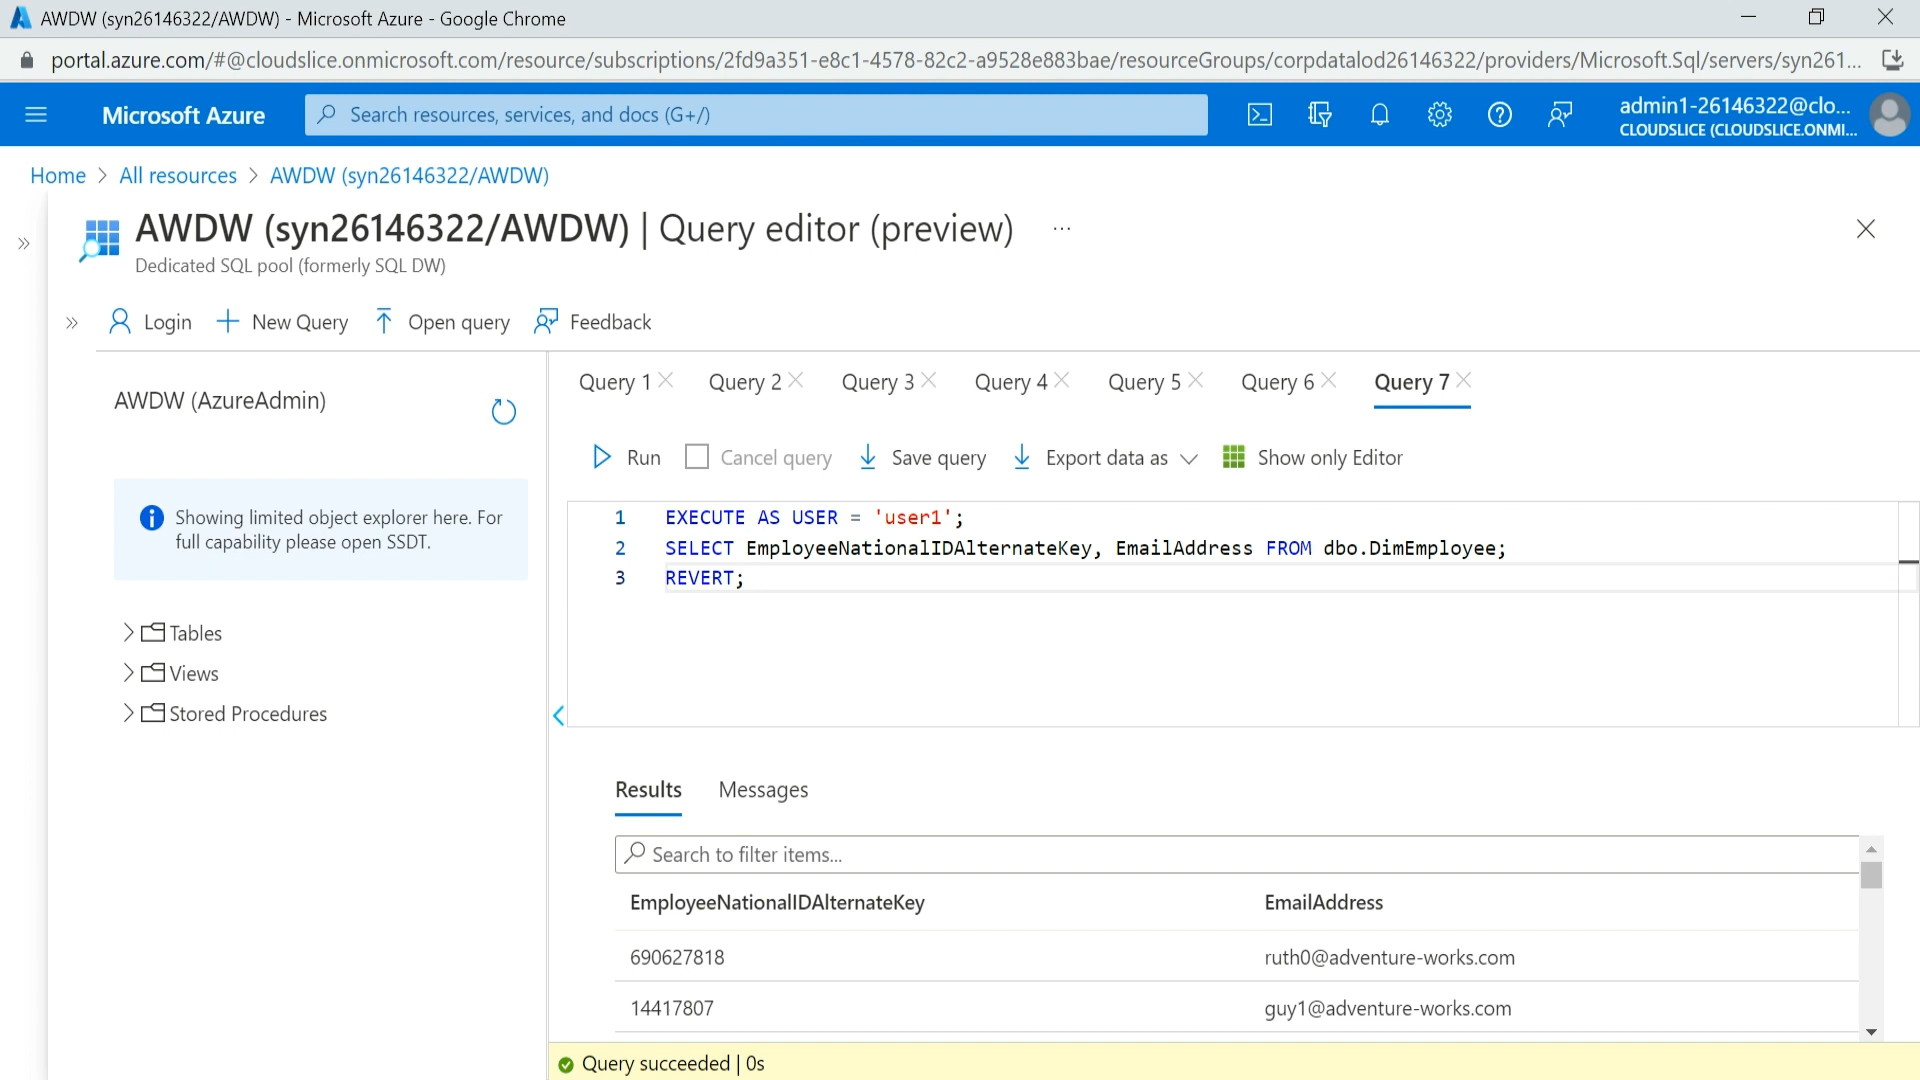 AWDW (syn26146322/AWDW) - Microsoft Azure - Google Chrome
portal.azure.com/#@cloudslice.onmicrosoft.com/resource/subscriptions/2fd9a351-e8c1-4578-82c2-a9528e883bae/resourceGroups/corpdatalod26146322/providers/Microsoft.Sql/servers/syn261...
Microsoft Azure
Search resources, services, and docs (G+/)
admin1-26146322@clo...
CLOUDSLICE (CLOUDSLICE.ONMI...
Home > All resources > AWDW (syn26146322/AWDW)
AWDW (syn26146322/AWDW) | Query editor (preview) ...
Dedicated SQL pool (formerly SQL DW)
Login New Query Open query Feedback
AWDW (AzureAdmin)
Showing limited object explorer here. For
full capability please open SSDT.
Tables
Views
Stored Procedures
Query 1 Query 2 Query 3 Query 4 Query 5 Query 6 Query 7
Run Cancel query Save query Export data as Show only Editor
1 EXECUTE AS USER = 'user1';
2 SELECT EmployeeNationalIDAlternateKey, EmailAddress FROM dbo.DimEmployee;
3 REVERT;
Results Messages
Search to filter items...
EmployeeNationalIDAlternateKey EmailAddress
690627818 ruth0@adventure-works.com
14417807 guy1@adventure-works.com
Query succeeded | 0s